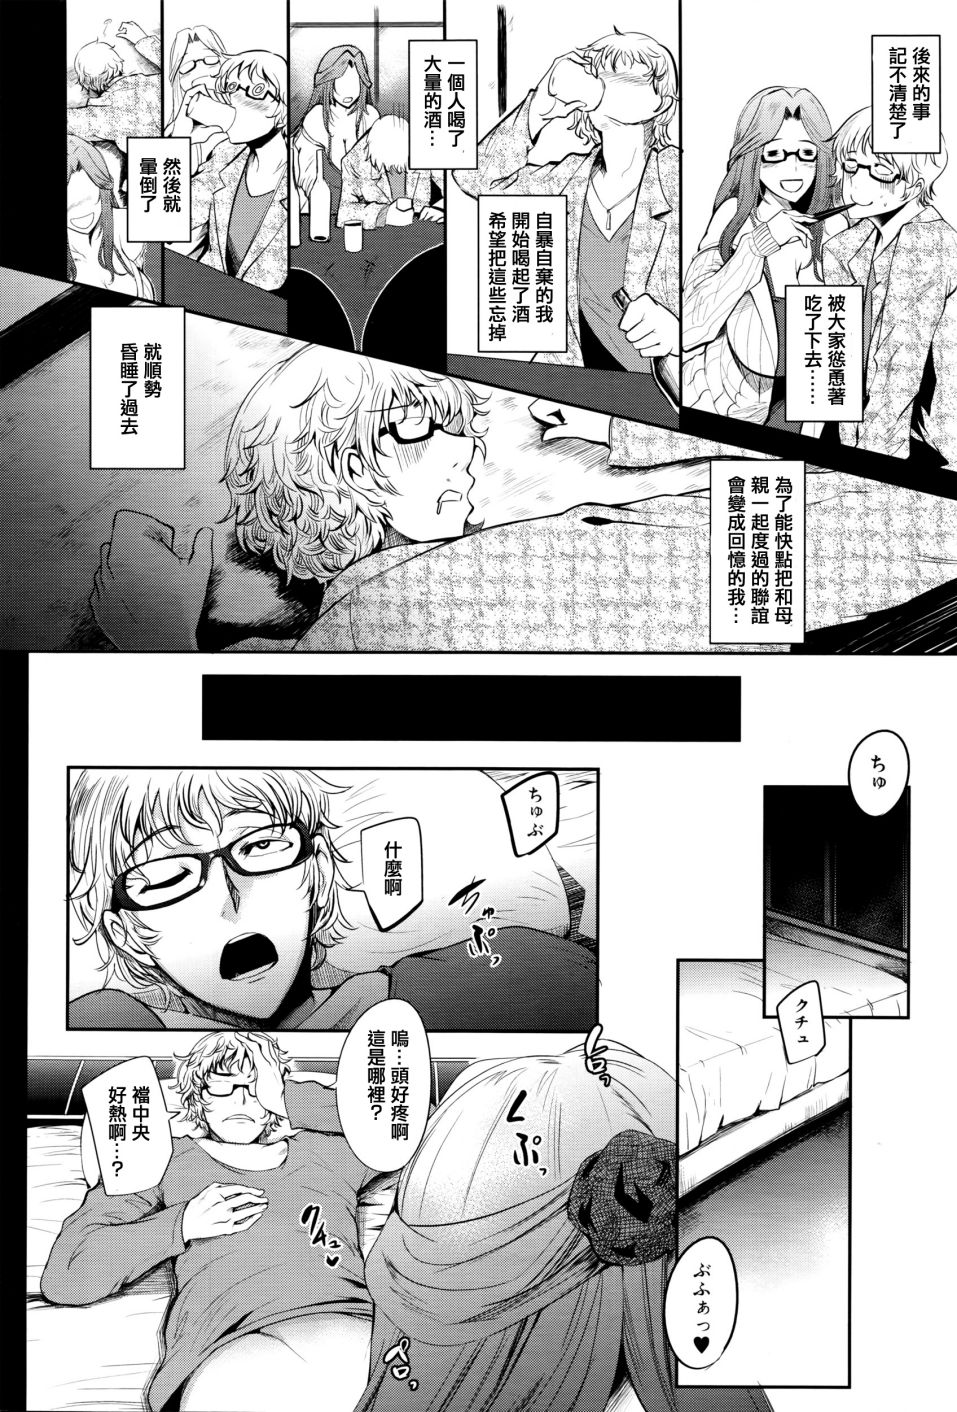 後來的事
記不清楚了
被大家慫恿著
吃了下去……
自暴自棄的我
開始喝起了酒
希望把這些忘掉
一個人喝了
大量的酒…
然後就
暈倒了
為了能快點把和母
親一起度過的聯誼
會變成回憶的我…
就順勢
昏睡了過去
ちゅ
クチュ
ちゅぶ
什麼啊
ちゅぷっ
嗚…頭好疼啊
這是哪裡？
襠中央
好熱啊…？
くぷっ
クチュ♥
ペロっ
ぶふぁっ♥